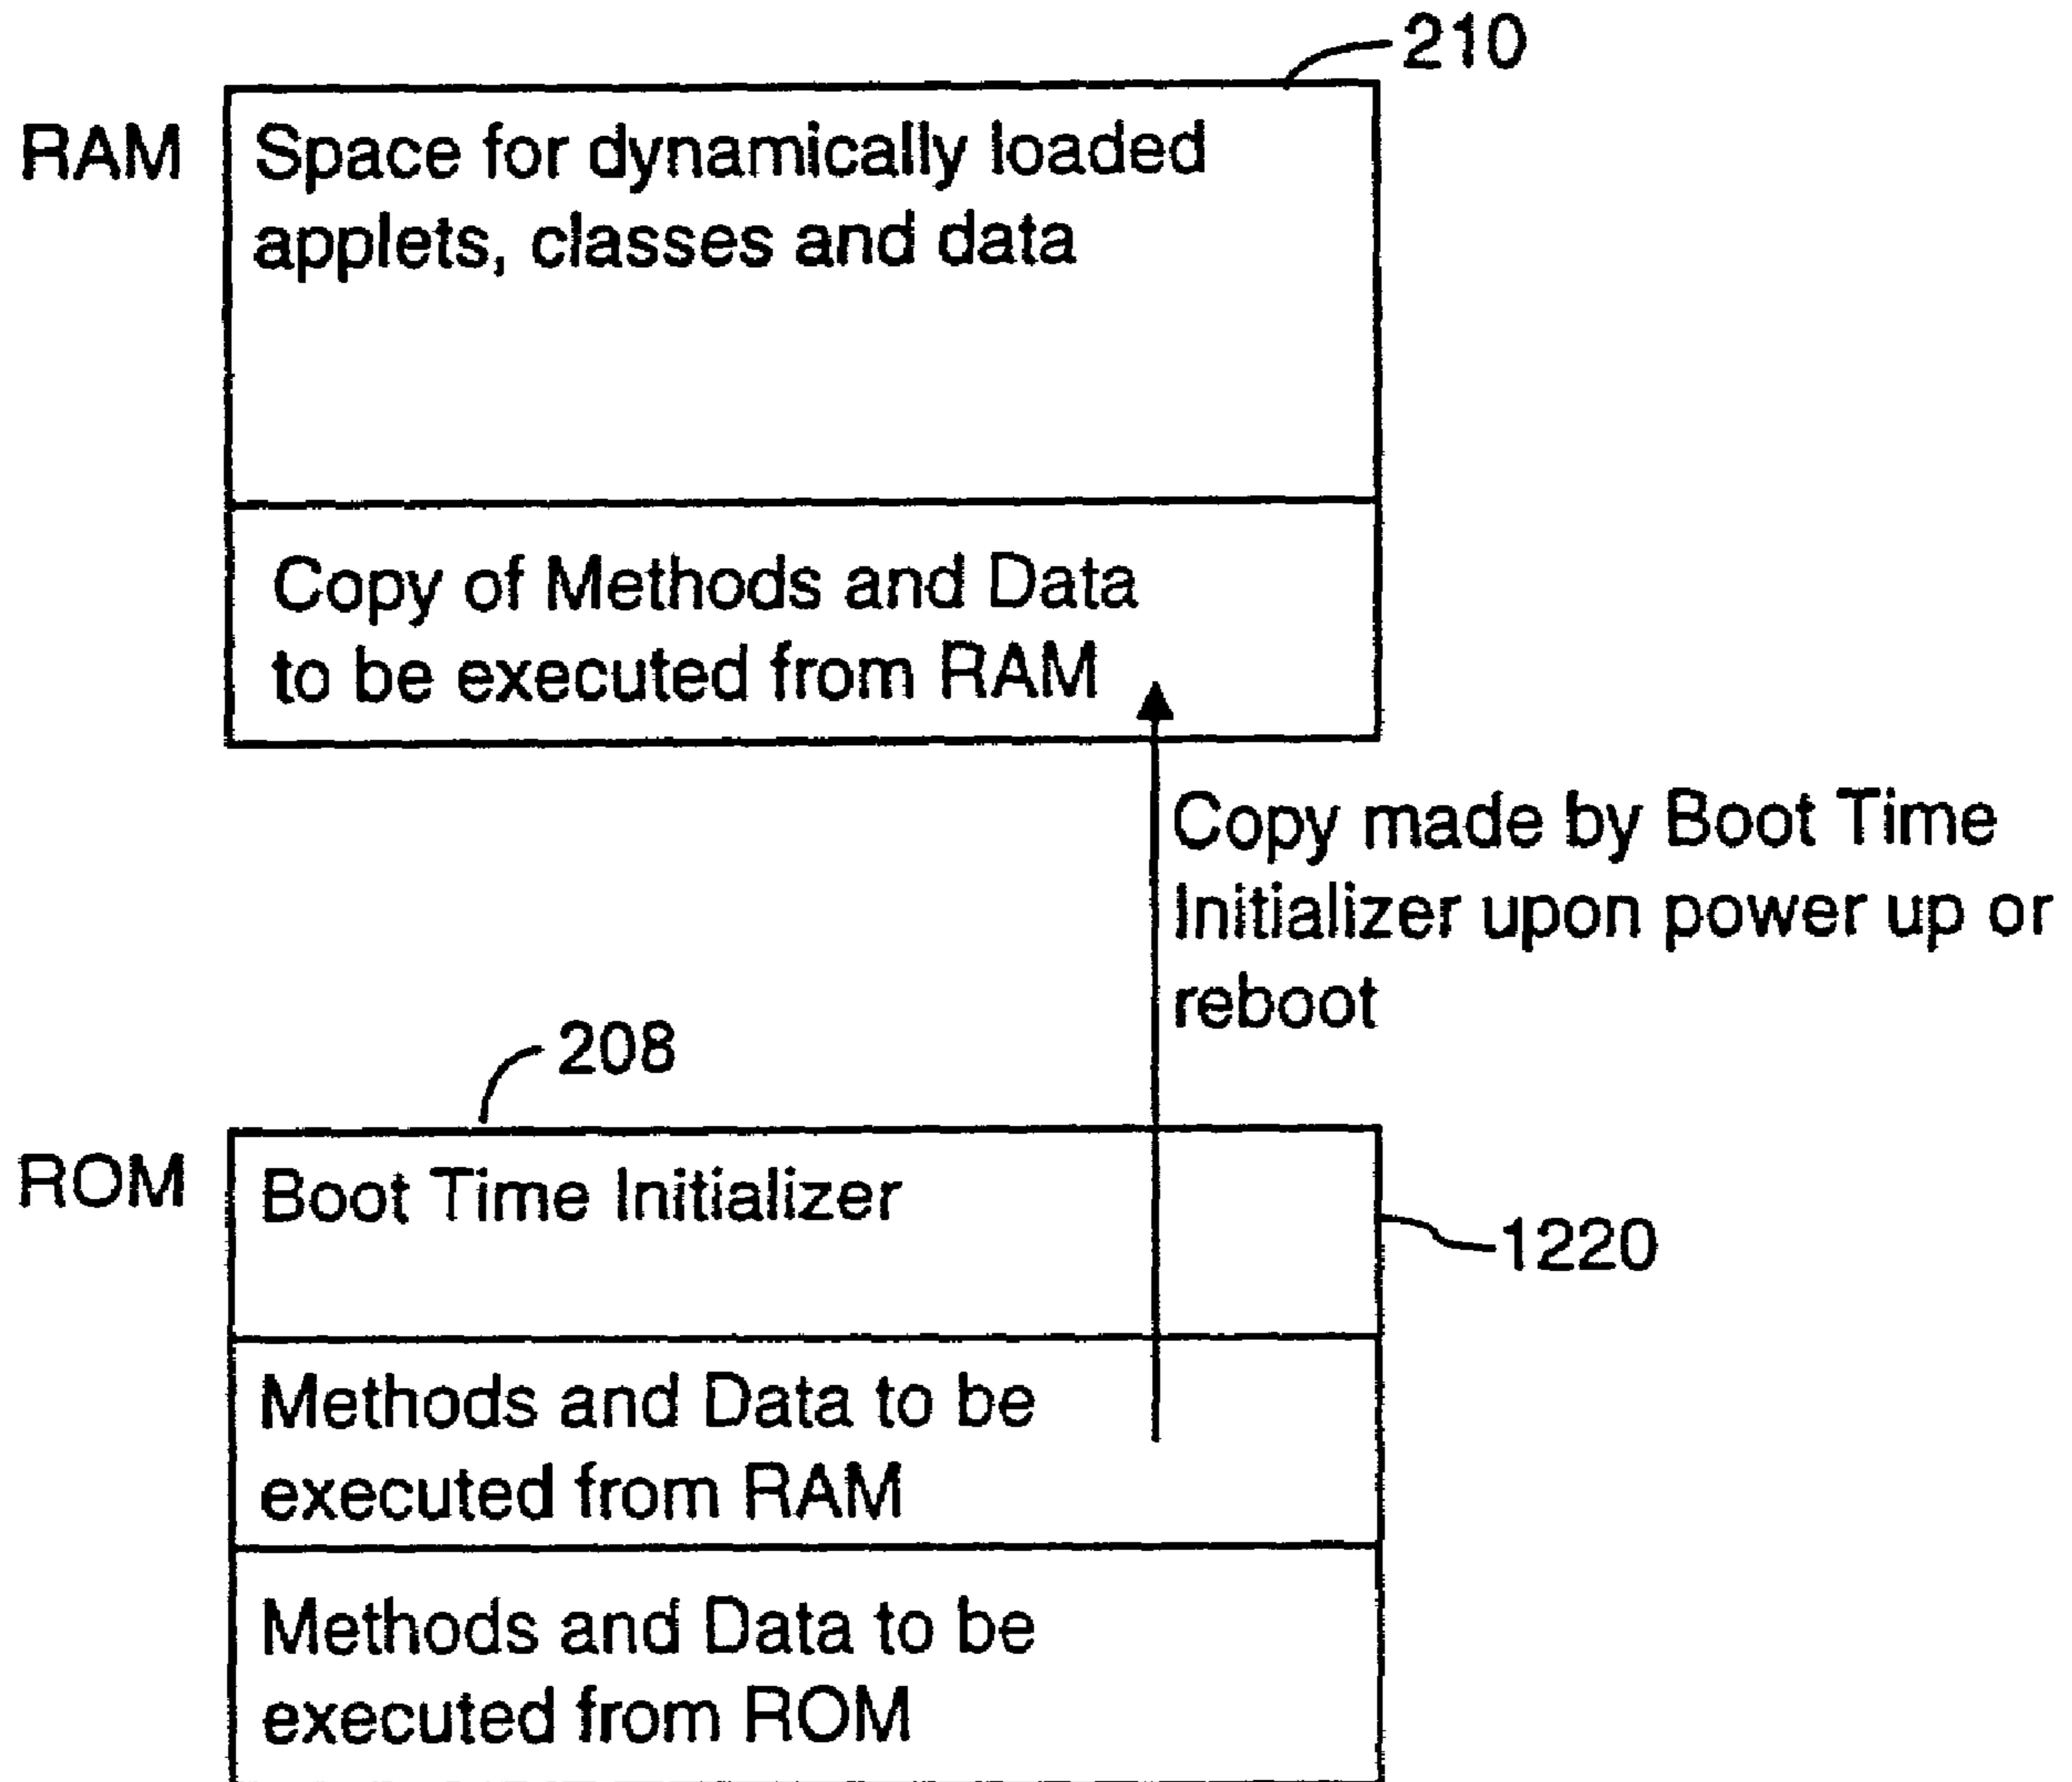 210
RAM
Space for dynamically loaded
applets, classes and data
Copy of Methods and Data
to be executed from RAM
Copy made by Boot Time
Initializer upon power up or
reboot
208
ROM
Boot Time Initializer
1220
Methods and Data to be
executed from RAM
Methods and Data to be
executed from ROM